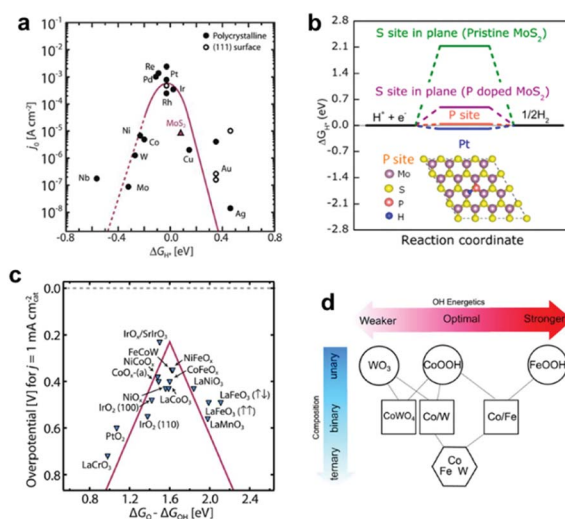 a
Polycrystalline
(111) surface
10⁻¹
10⁻²
10⁻³
10⁻⁴
10⁻⁵
10⁻⁶
10⁻⁷
10⁻⁸
j₀ [A cm⁻²]
Re
Pt
Pd
Ir
Rh
MoS₂
Ni
Co
W
Cu
Nb
Mo
Au
Ag
-0.8 -0.4 0.0 0.4 0.8
ΔG_H* [eV]
b
S site in plane (Pristine MoS₂)
S site in plane (P doped MoS₂)
P site
H⁺ + e⁻
1/2H₂
Pt
P site
Mo
S
P
H
2.8
2.1
1.4
0.7
0.0
-0.7
-1.4
-2.1
-2.8
ΔG_H* (eV)
Reaction coordinate
c
0.0
0.2
0.4
0.6
0.8
Overpotential [V] for j = 1 mA cm⁻²cat
IrOₓ/SrIrO₃
FeCoW
NiFeOₓ
NiCoOₓ
CoFeOₓ
CoOₓ-(a)
LaNiO₃
NiOₓ
LaFeO₃ (↑↓)
LaCoO₃
IrO₂ (100)
LaFeO₃ (↑↑)
IrO₂ (110)
LaMnO₃
PtO₂
LaCrO₃
0.8 1.2 1.6 2.0 2.4
ΔG_O - ΔG_OH [eV]
d
OH Energetics
Weaker Optimal Stronger
Composition
unary
binary
ternary
WO₃ CoOOH FeOOH
CoWO₄ Co/W Co/Fe
Co
Fe W